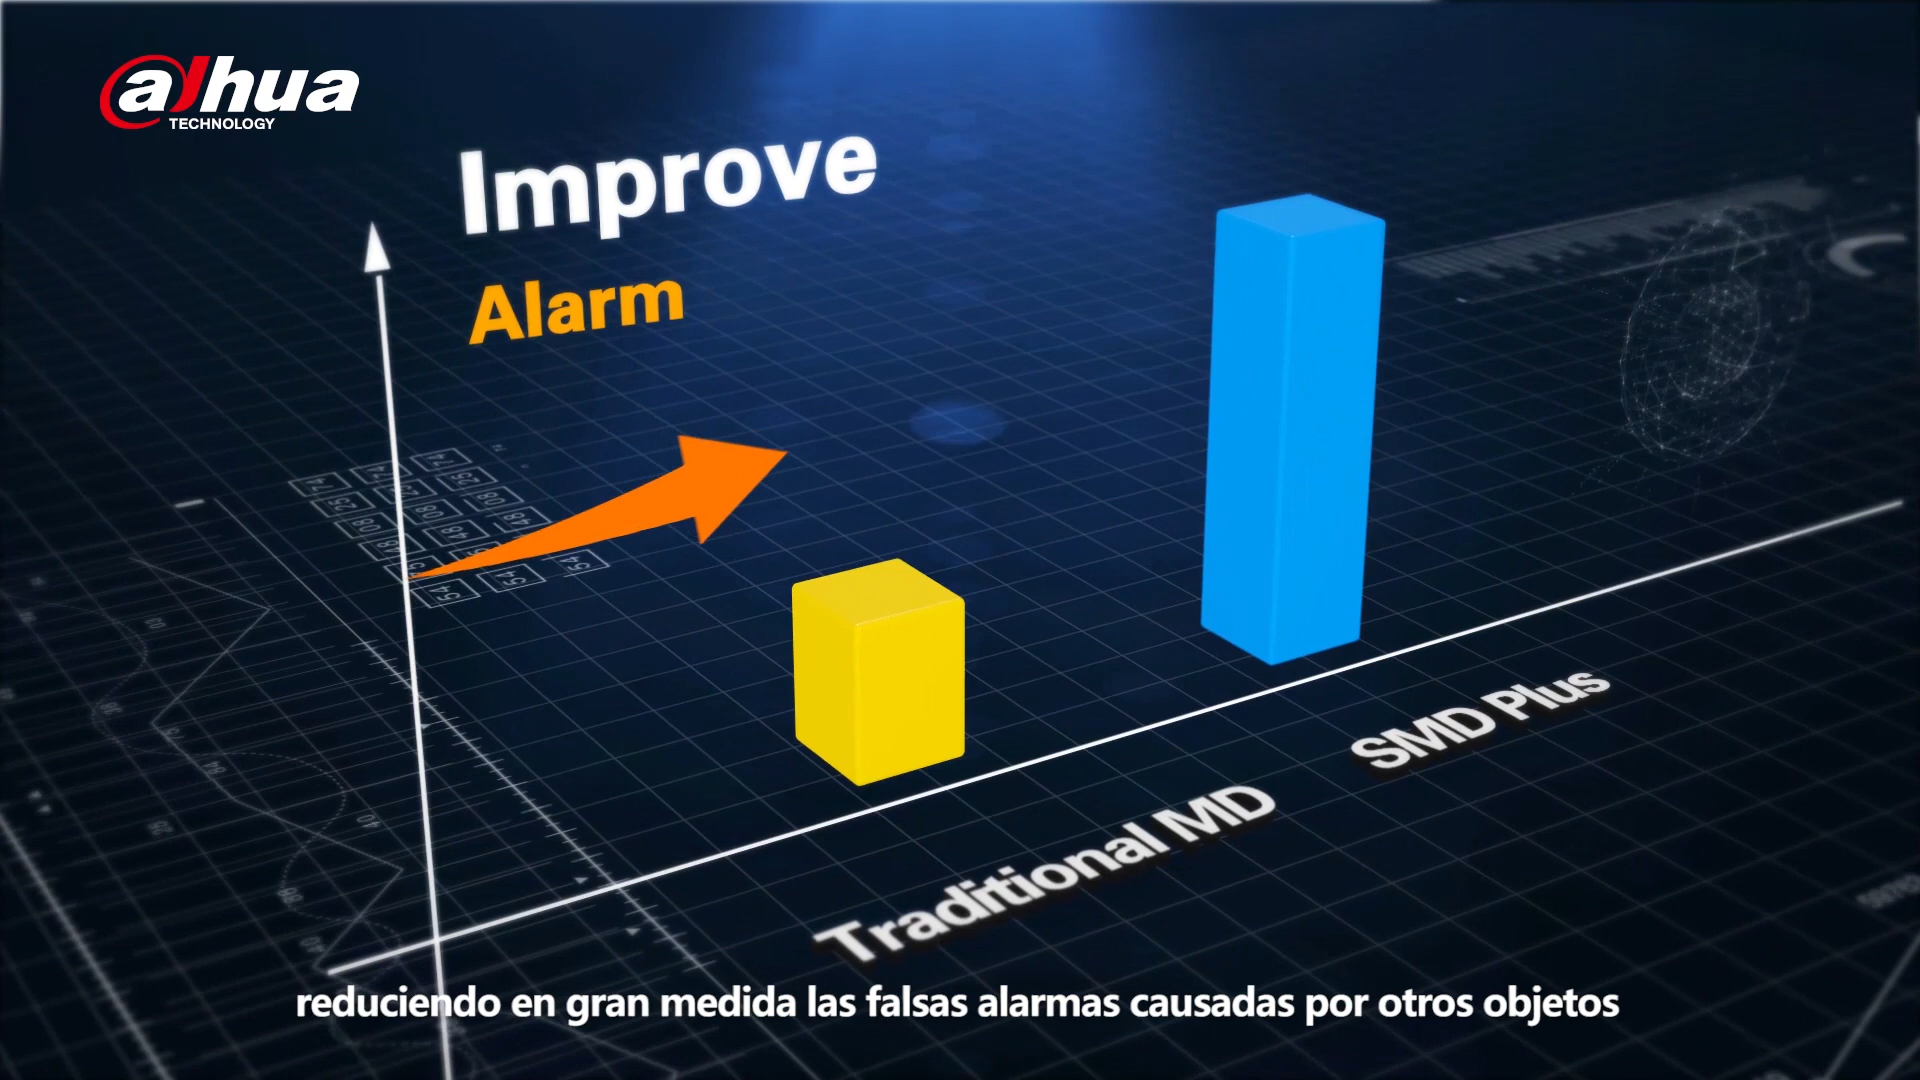 alhua
TECHNOLOGY
Improve
Alarm
SMD Plus
Traditional MD
reduciendo en gran medida las falsas alarmas causadas por otros objetos